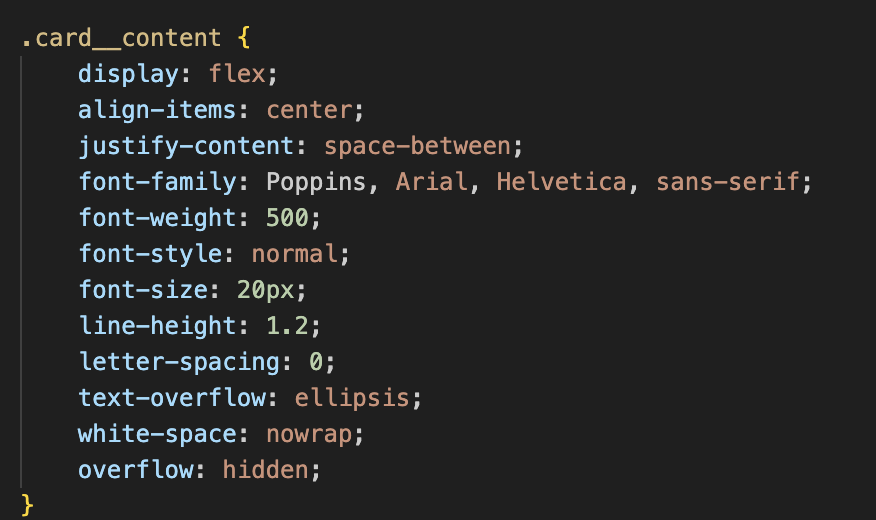 .card__content {
    display: flex;
    align-items: center;
    justify-content: space-between;
    font-family: Poppins, Arial, Helvetica, sans-serif;
    font-weight: 500;
    font-style: normal;
    font-size: 20px;
    line-height: 1.2;
    letter-spacing: 0;
    text-overflow: ellipsis;
    white-space: nowrap;
    overflow: hidden;
}